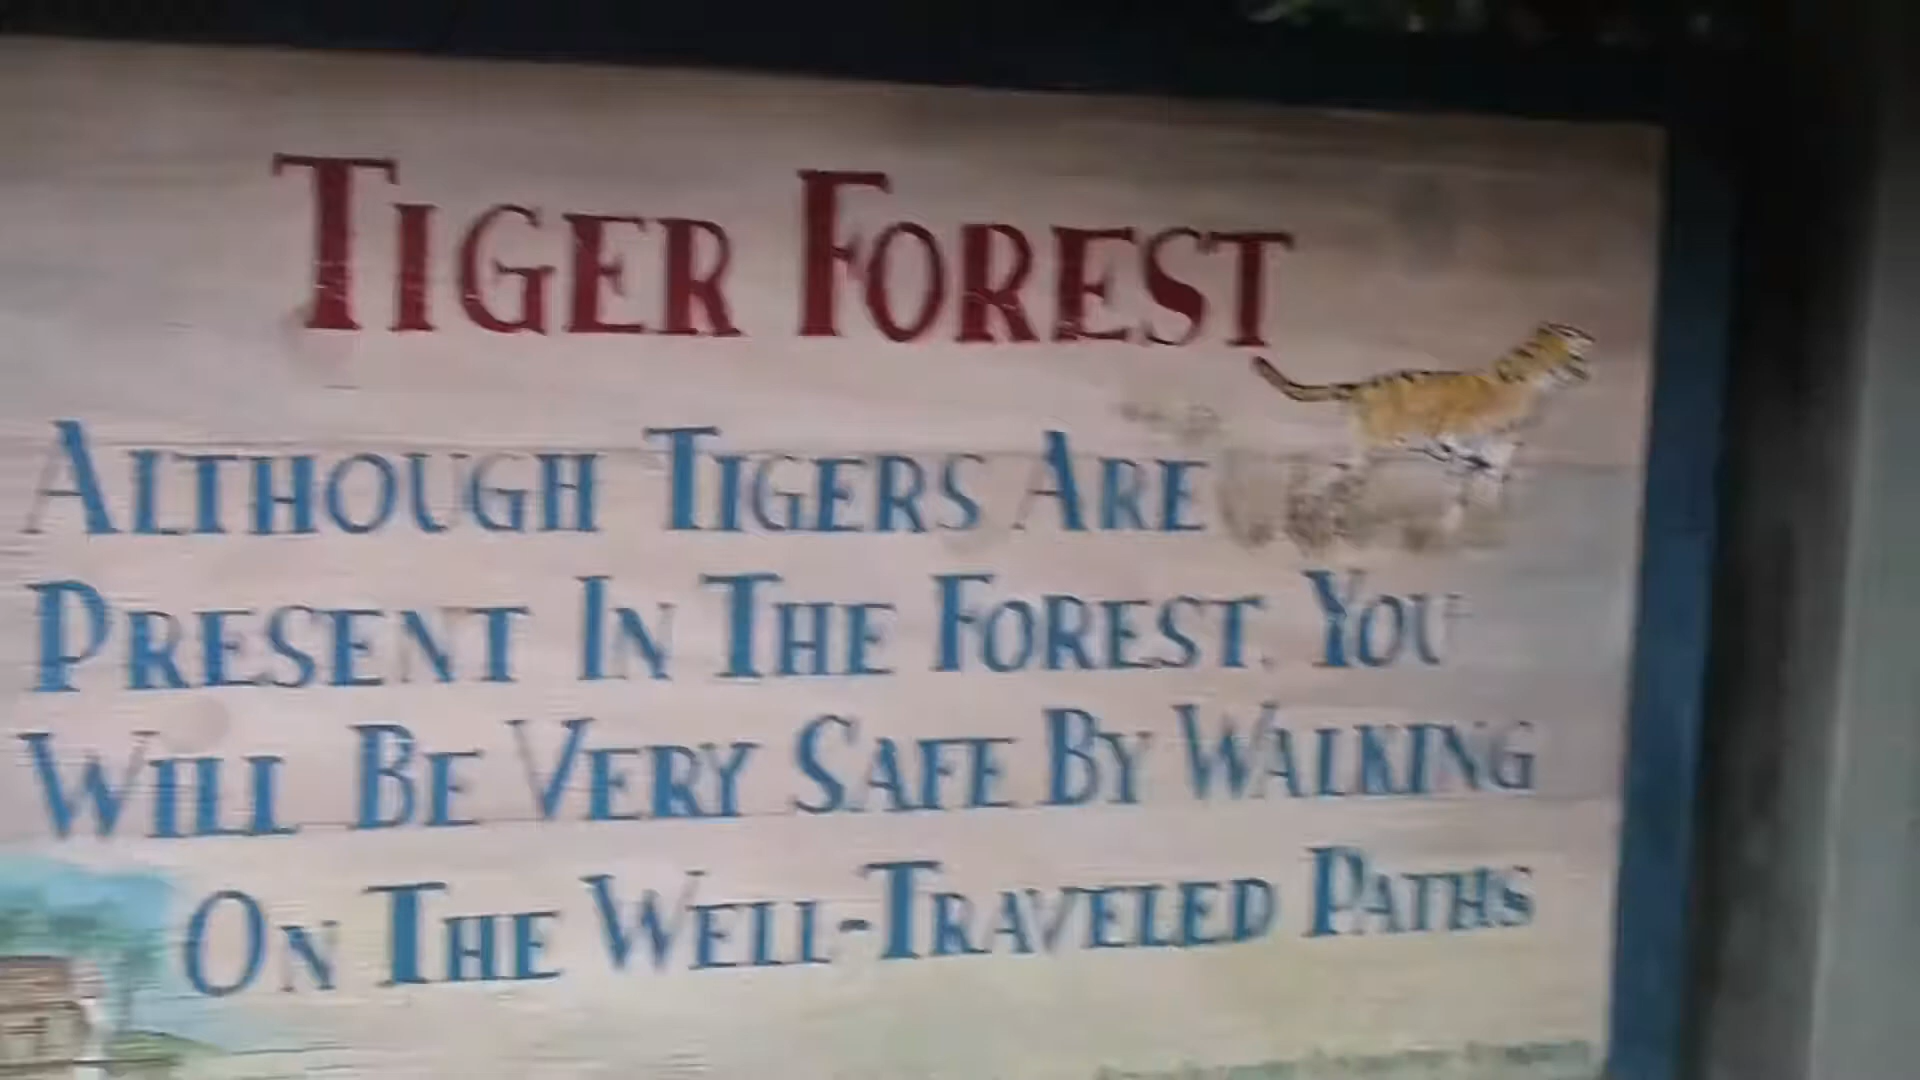 TIGER FOREST
ALTHOUGH TIGERS ARE
PRESENT IN THE FOREST. YOU
WILL BE VERY SAFE BY WALKING
ON THE WELL-TRAVELED PATHS